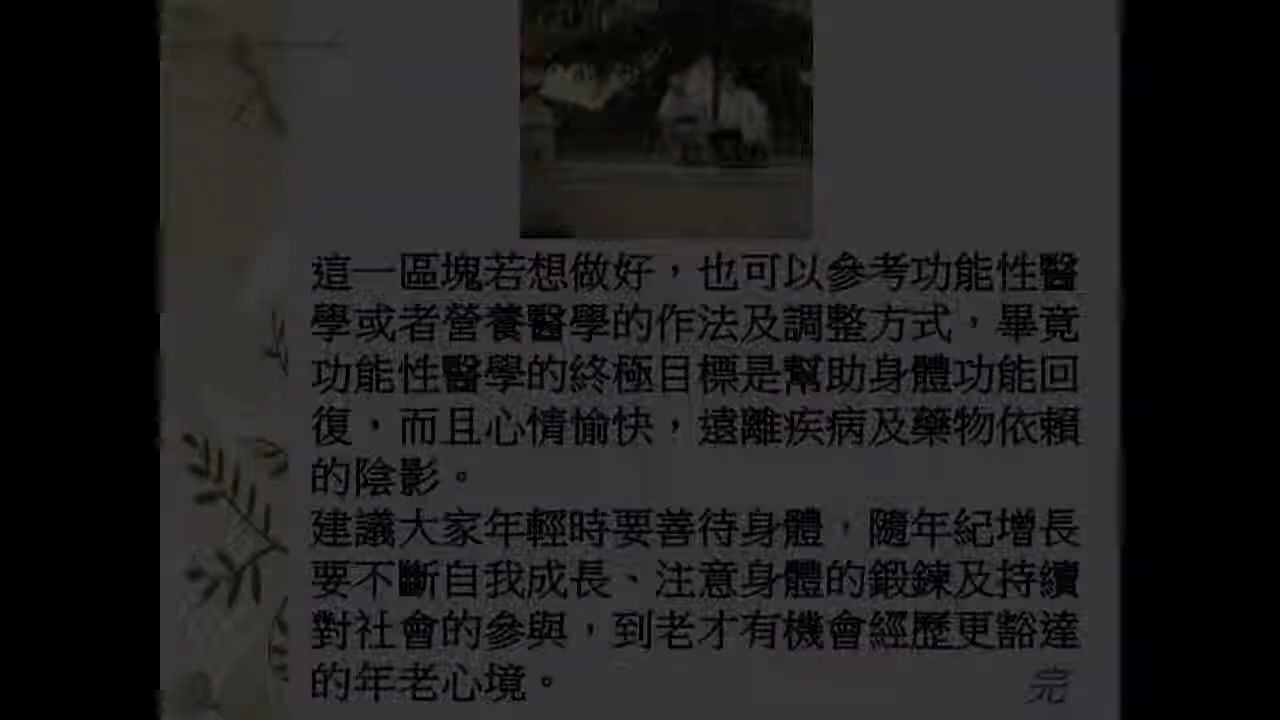 這一區塊若想做好，也可以參考功能性醫
學或者營養醫學的作法及調整方式，畢竟
功能性醫學的終極目標是幫助身體功能回
復，而且心情愉快，遠離疾病及藥物依賴
的陰影。
建議大家年輕時要善待身體，隨年紀增長
要不斷自我成長、注意身體的鍛鍊及持續
對社會的參與，到老才有機會經歷更豁達
的年老心境。
完